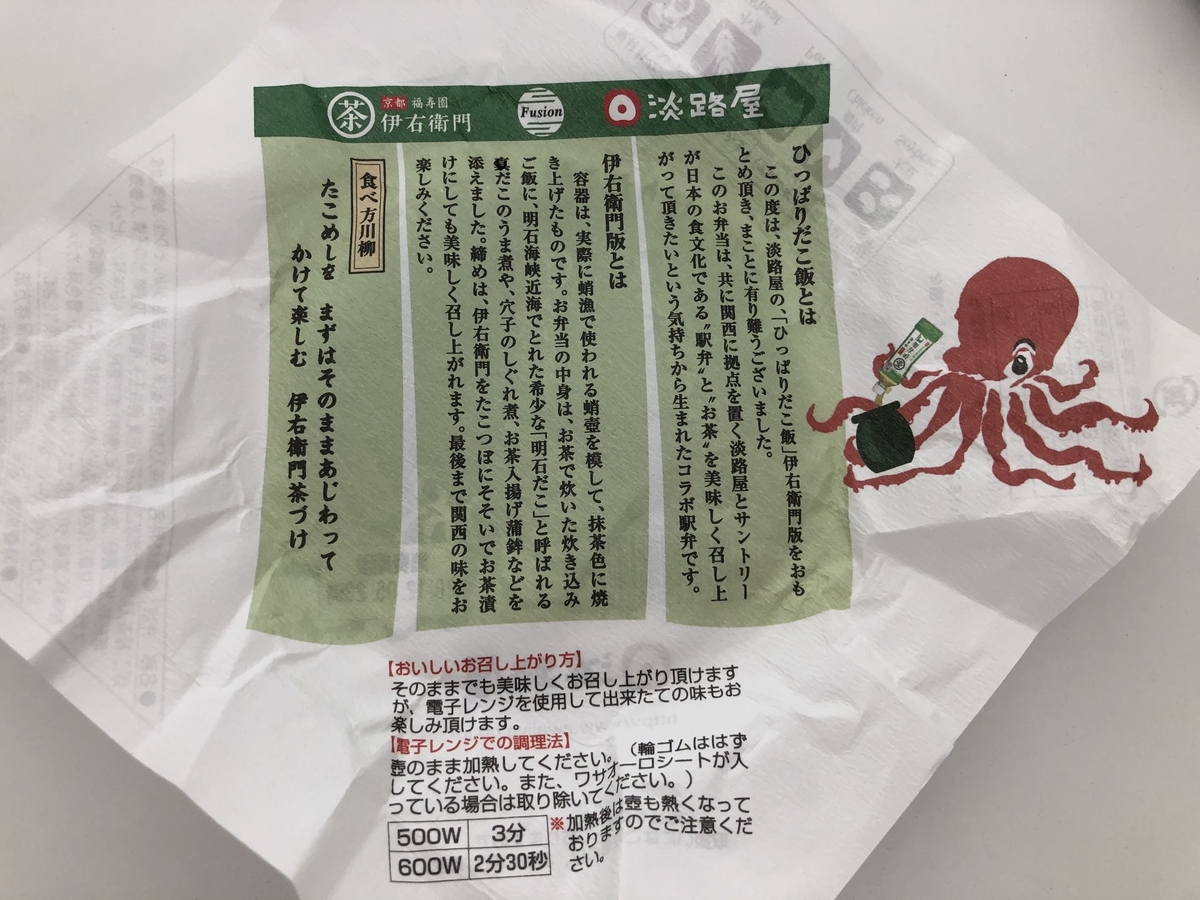 京都 福寿園
茶 伊右衛門
Fusion
淡路屋
ひっぱりだこ飯とは
この度は、淡路屋の、「ひっぱりだこ飯」伊右衛門版をおも
とめ頂き、まことに有り難うございました。
このお弁当は、共に関西に拠点を置く淡路屋とサントリー
が日本の食文化である〝駅弁〟と〝お茶〟を美味しく召し上
がって頂きたいという気持ちから生まれたコラボ駅弁です。
伊右衛門版とは
容器は、実際に蛸漁で使われる蛸壺を模して、抹茶色に焼
き上げたものです。お弁当の中身は、お茶で炊いた炊き込み
ご飯に、明石海峡近海でとれた希少な「明石だこ」と呼ばれる
真だこのうま煮や、穴子のしぐれ煮、お茶入揚げ蒲鉾などを
添えました。締めは、伊右衛門をたこつぼにそそいでお茶漬
けにしても美味しく召し上がれます。最後まで関西の味をお
楽しみください。
食べ方川柳
たこめしを まずはそのままあじわって
かけて楽しむ 伊右衛門茶づけ
【おいしいお召し上がり方】
そのままでも美味しくお召し上がり頂けます
が、電子レンジを使用して出来たての味もお
楽しみ頂けます。
【電子レンジでの調理法】
壺のまま加熱してください。(輪ゴムははず
してください。また、ワサオーロシートが入
っている場合は取り除いてください。)
500W 3分
600W 2分30秒
※加熱後は壺も熱くなって
おりますのでご注意くだ
さい。